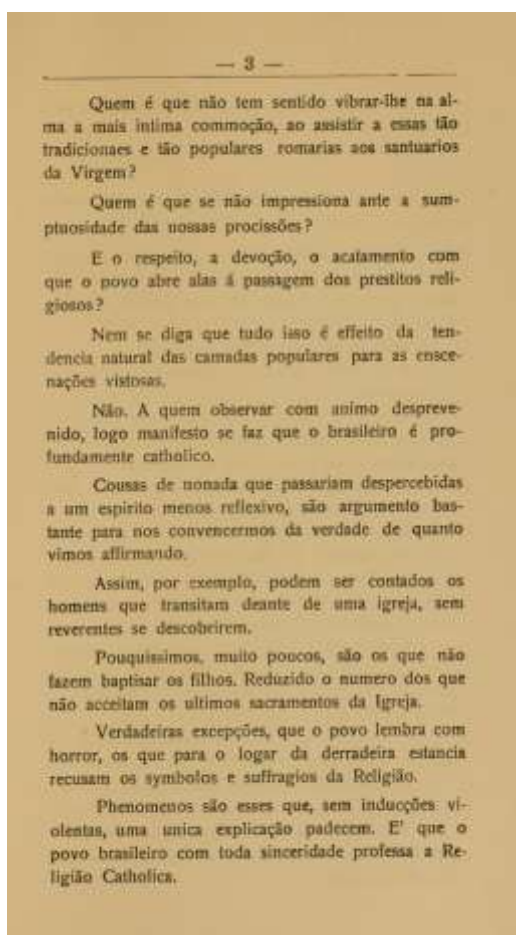 — 3 —
Quem é que não tem sentido vibrar-lhe na al-
ma a mais intima commoção, ao assistir a essas tão
tradicionaes e tão populares romarias aos santuarios
da Virgem?
Quem é que se não impressiona ante a sum-
ptuosidade das nossas procissões?
E o respeito, a devoção, o acatamento com
que o povo abre alas á passagem dos prestitos reli-
giosos?
Nem se diga que tudo isso é effeito da ten-
dencia natural das camadas populares para as ensce-
nações vistosas.
Não. A quem observar com animo despreve-
nido, logo manifesto se faz que o brasileiro é pro-
fundamente catholico.
Cousas de nonada que passariam despercebidas
a um espirito menos reflexivo, são argumento bas-
tante para nos convencermos da verdade de quanto
vimos affirmando.
Assim, por exemplo, podem ser contados os
homens que transitam deante de uma igreja, sem
reverentes se descobrirem.
Pouquissimos, muito poucos, são os que não
fazem baptisar os filhos. Reduzido o numero dos que
não acceitam os ultimos sacramentos da Igreja.
Verdadeiras excepções, que o povo lembra com
horror, os que para o logar da derradeira estancia
recusam os symbolos e suffragios da Religião.
Phenomenos são esses que, sem inducções vi-
olentas, uma unica explicação padecem. E' que o
povo brasileiro com toda sinceridade professa a Re-
ligião Catholica.